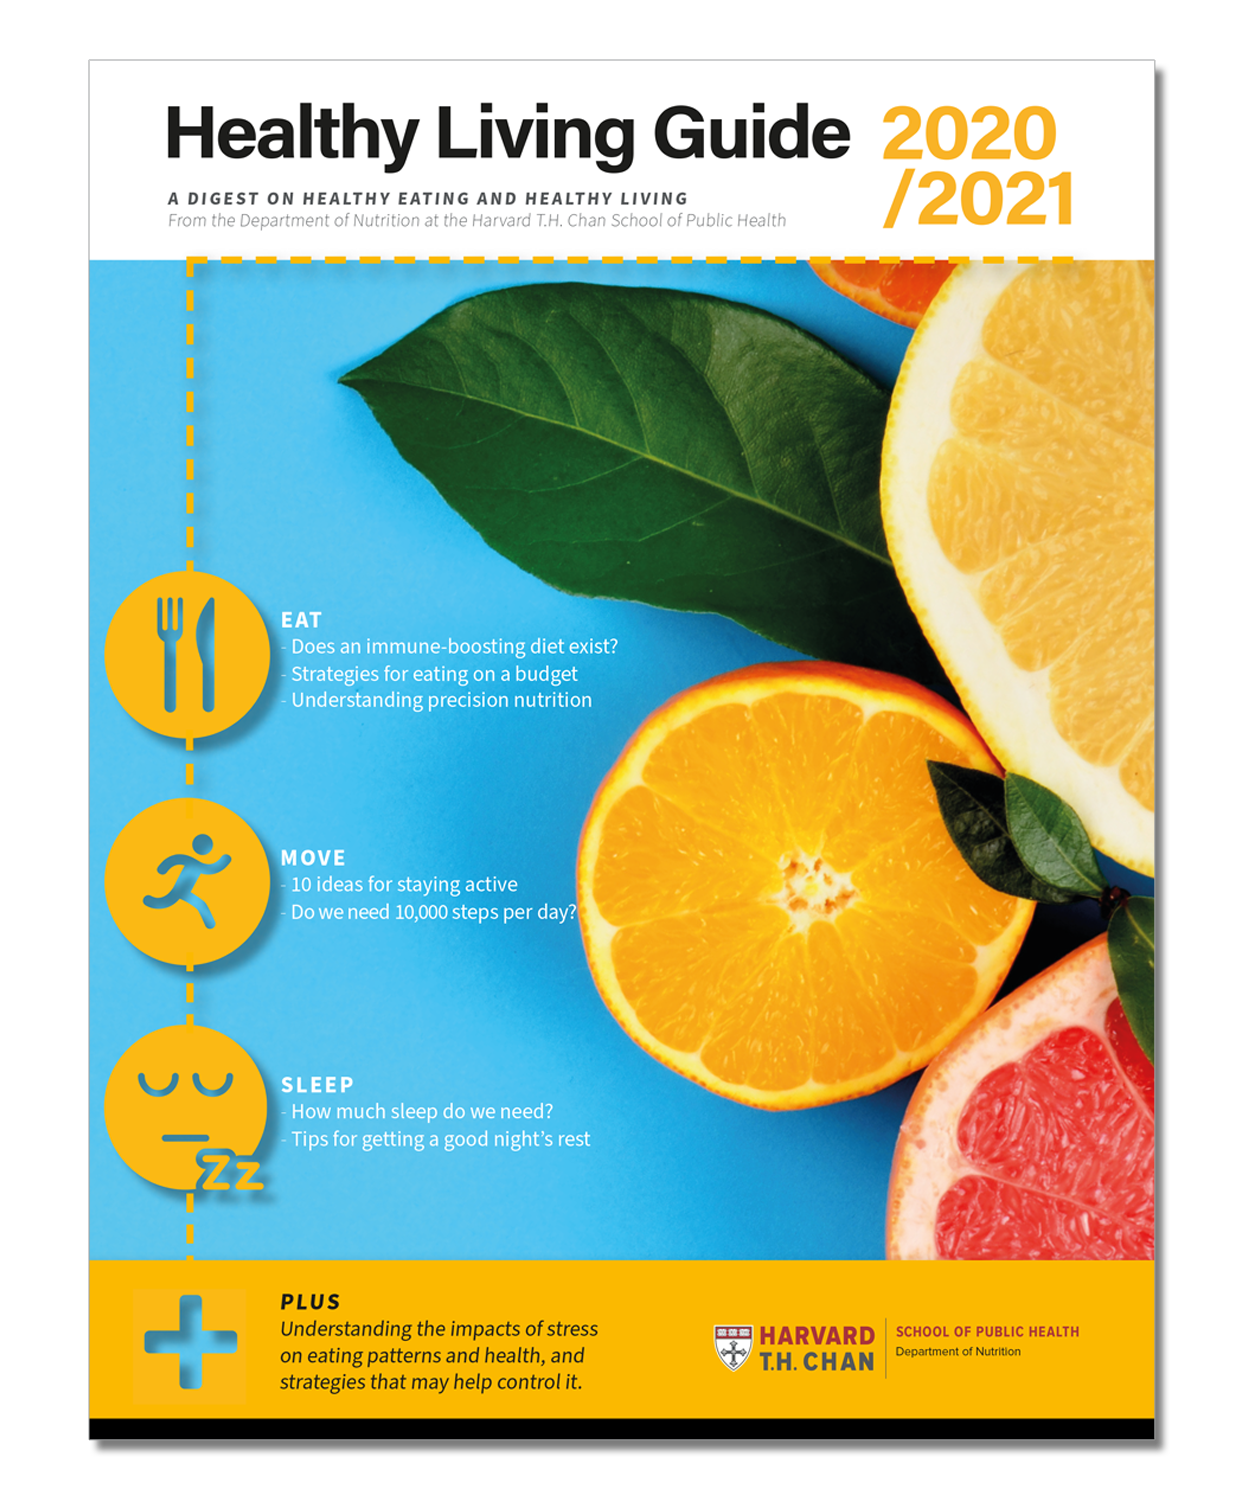 Healthy Living Guide 2020
/2021
A DIGEST ON HEALTHY EATING AND HEALTHY LIVING
From the Department of Nutrition at the Harvard T.H. Chan School of Public Health
EAT
- Does an immune-boosting diet exist?
- Strategies for eating on a budget
- Understanding precision nutrition
MOVE
- 10 ideas for staying active
- Do we need 10,000 steps per day?
SLEEP
- How much sleep do we need?
- Tips for getting a good night’s rest
Zz
PLUS
Understanding the impacts of stress
on eating patterns and health, and
strategies that may help control it.
HARVARD
T.H. CHAN
SCHOOL OF PUBLIC HEALTH
Department of Nutrition